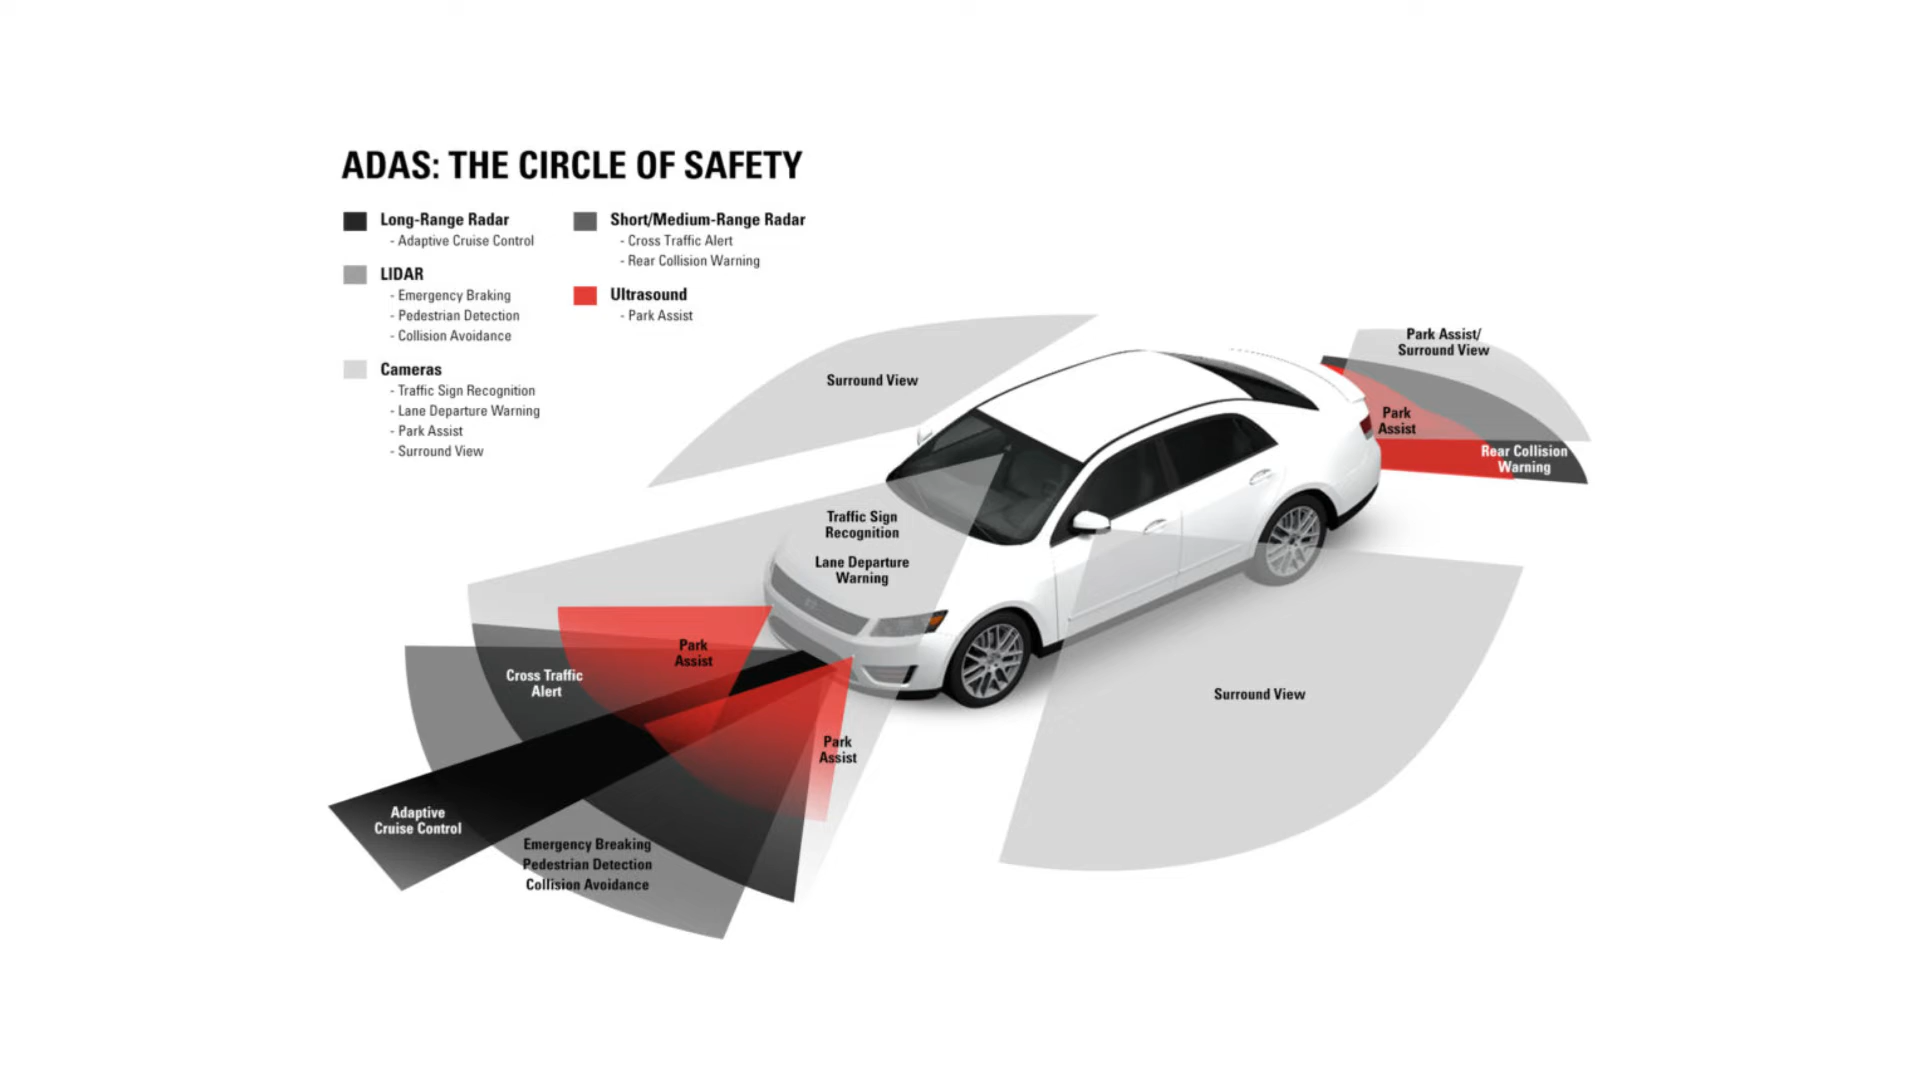 ADAS: THE CIRCLE OF SAFETY
Long-Range Radar
- Adaptive Cruise Control
LIDAR
- Emergency Braking
- Pedestrian Detection
- Collision Avoidance
Cameras
- Traffic Sign Recognition
- Lane Departure Warning
- Park Assist
- Surround View
Short/Medium-Range Radar
- Cross Traffic Alert
- Rear Collision Warning
Ultrasound
- Park Assist
Surround View
Park Assist/
Surround View
Park
Assist
Rear Collision
Warning
Traffic Sign
Recognition
Lane Departure
Warning
Park
Assist
Cross Traffic
Alert
Surround View
Park
Assist
Adaptive
Cruise Control
Emergency Breaking
Pedestrian Detection
Collision Avoidance